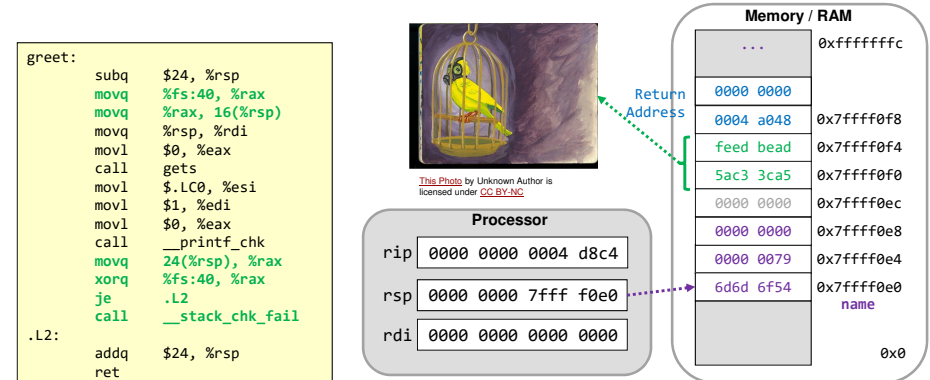 greet:
subq $24, %rsp
movq %fs:40, %rax
movq %rax, 16(%rsp)
movq %rsp, %rdi
movl $0, %eax
call gets
movl $.LC0, %esi
movl $1, %edi
movl $0, %eax
call __printf_chk
movq 24(%rsp), %rax
xorq %fs:40, %rax
je .L2
call __stack_chk_fail
.L2:
addq $24, %rsp
ret
This Photo by Unknown Author is
licensed under CC BY-NC
Processor
rip 0000 0000 0004 d8c4
rsp 0000 0000 7fff f0e0
rdi 0000 0000 0000 0000
Memory / RAM
... 0xfffffffc
Return
Address
0000 0000
0004 a048 0x7ffff0f8
feed bead 0x7ffff0f4
5ac3 3ca5 0x7ffff0f0
0000 0000 0x7ffff0ec
0000 0000 0x7ffff0e8
0000 0079 0x7ffff0e4
6d6d 6f54 0x7ffff0e0
name
0x0